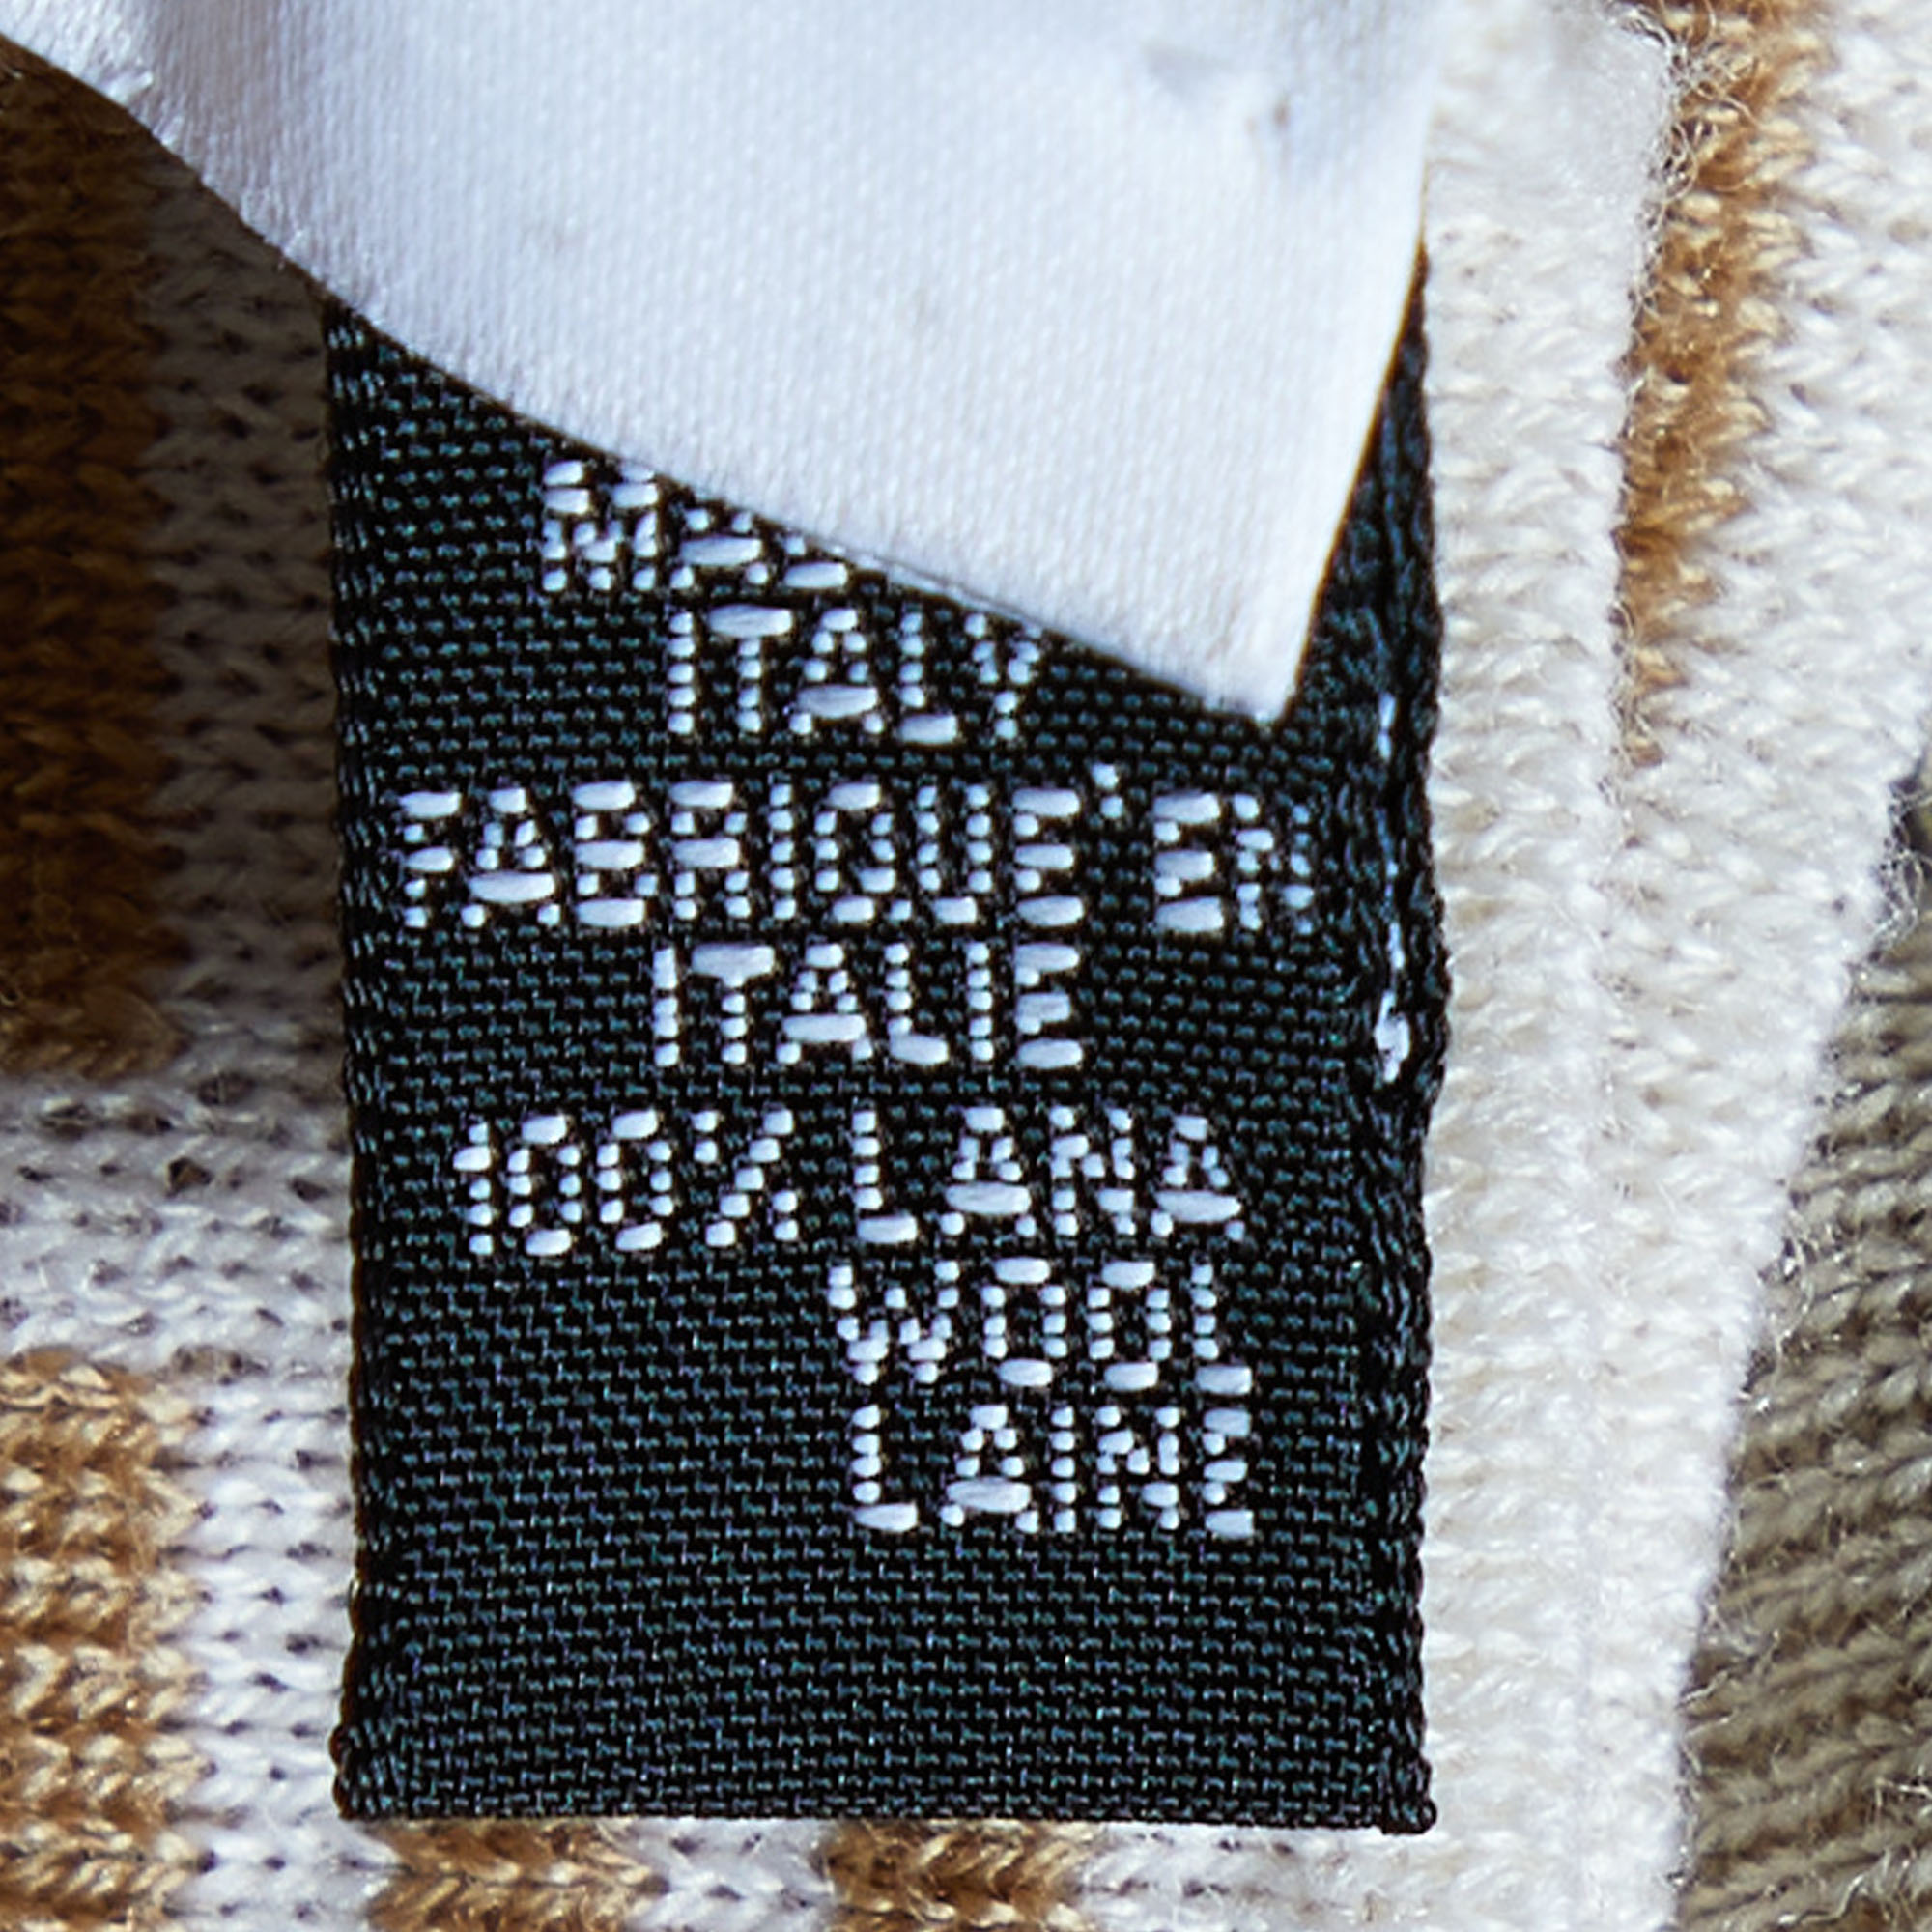 ITALY
FABRIQUE' EN
ITALIE
100% LANA
WOOL
LAINE